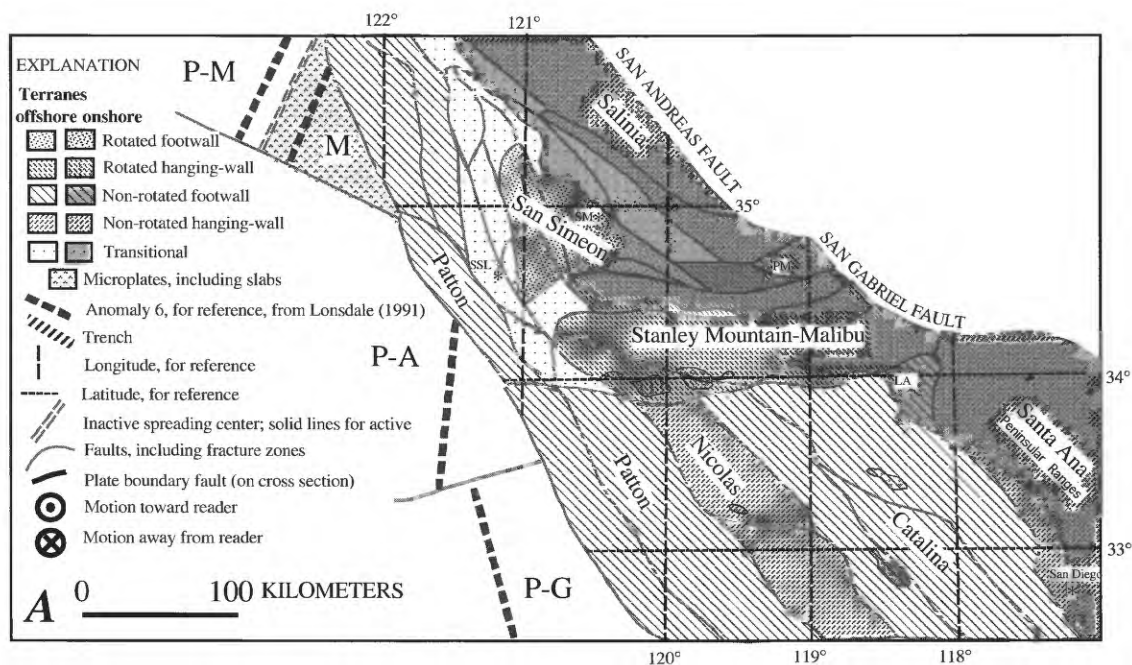 122°
121°
EXPLANATION
Terranes
offshore onshore
Rotated footwall
Rotated hanging-wall
Non-rotated footwall
Non-rotated hanging-wall
Transitional
Microplates, including slabs
Anomaly 6, for reference, from Lonsdale (1991)
Trench
Longitude, for reference
Latitude, for reference
Inactive spreading center; solid lines for active
Faults, including fracture zones
Plate boundary fault (on cross section)
Motion toward reader
Motion away from reader
A
0 100 KILOMETERS
P-M
M
P-A
P-G
SAN ANDREAS FAULT
Salinia
35°
San Simeon
SM
SSL
PM
SAN GABRIEL FAULT
Patton
Stanley Mountain-Malibu
34°
LA
Santa Ana
Peninsular Ranges
Nicolas
Patton
Catalina
33°
San Diego
120°
119°
118°